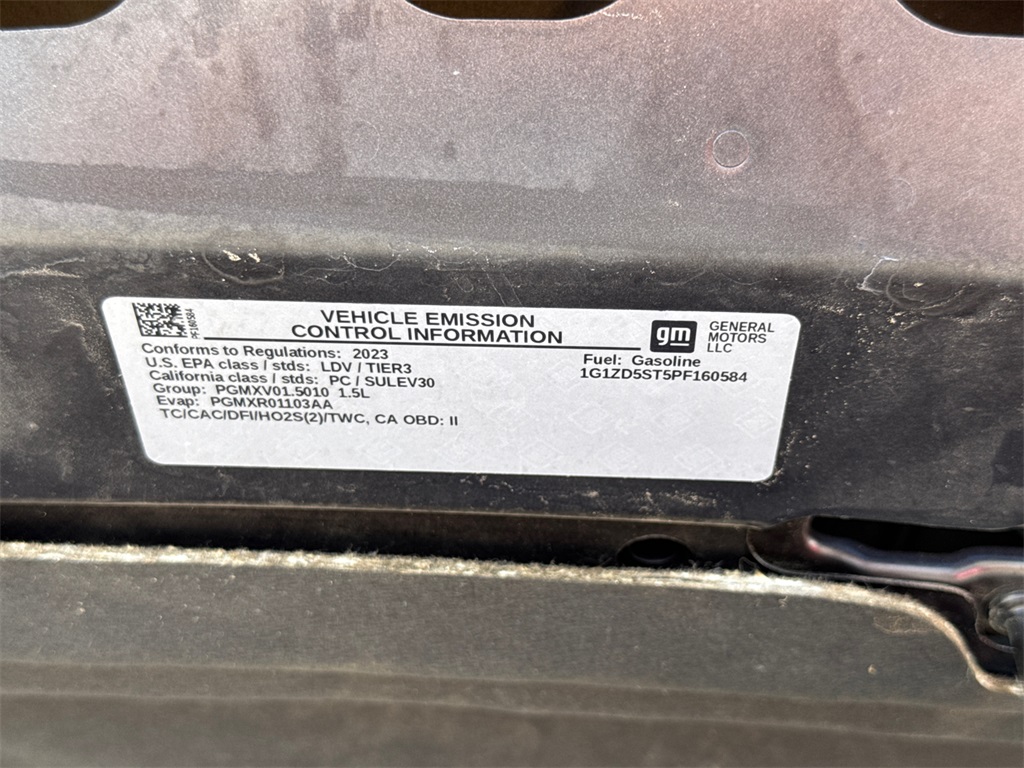 VEHICLE EMISSION
CONTROL INFORMATION
PF160584
gm
GENERAL
MOTORS
LLC
Conforms to Regulations: 2023
U.S. EPA class / stds: LDV / TIER3
California class / stds: PC / SULEV30
Group: PGMXV01.5010 1.5L
Evap: PGMXR01103AA
TC/CAC/DFI/HO2S(2)/TWC, CA OBD: II
Fuel: Gasoline
1G1ZD5ST5PF160584